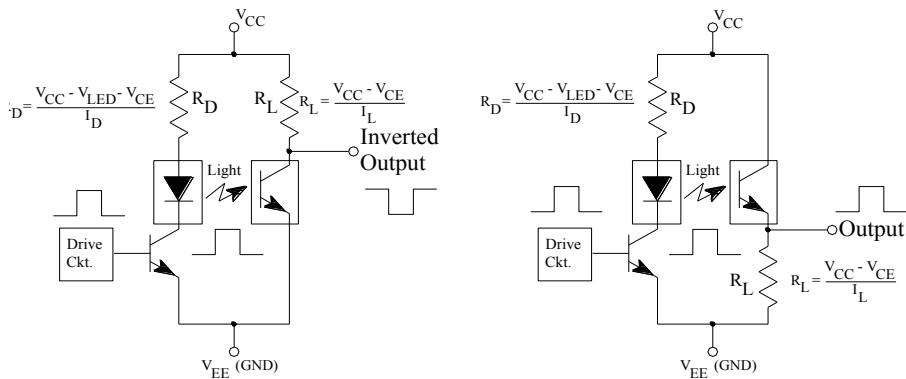 V_CC
R_D = (V_CC - V_LED - V_CE) / I_D
R_D
R_L
R_L = (V_CC - V_CE) / I_L
Inverted
Output
Light
Drive
Ckt.
V_EE (GND)
V_CC
R_D = (V_CC - V_LED - V_CE) / I_D
R_D
Light
Drive
Ckt.
Output
R_L
R_L = (V_CC - V_CE) / I_L
V_EE (GND)